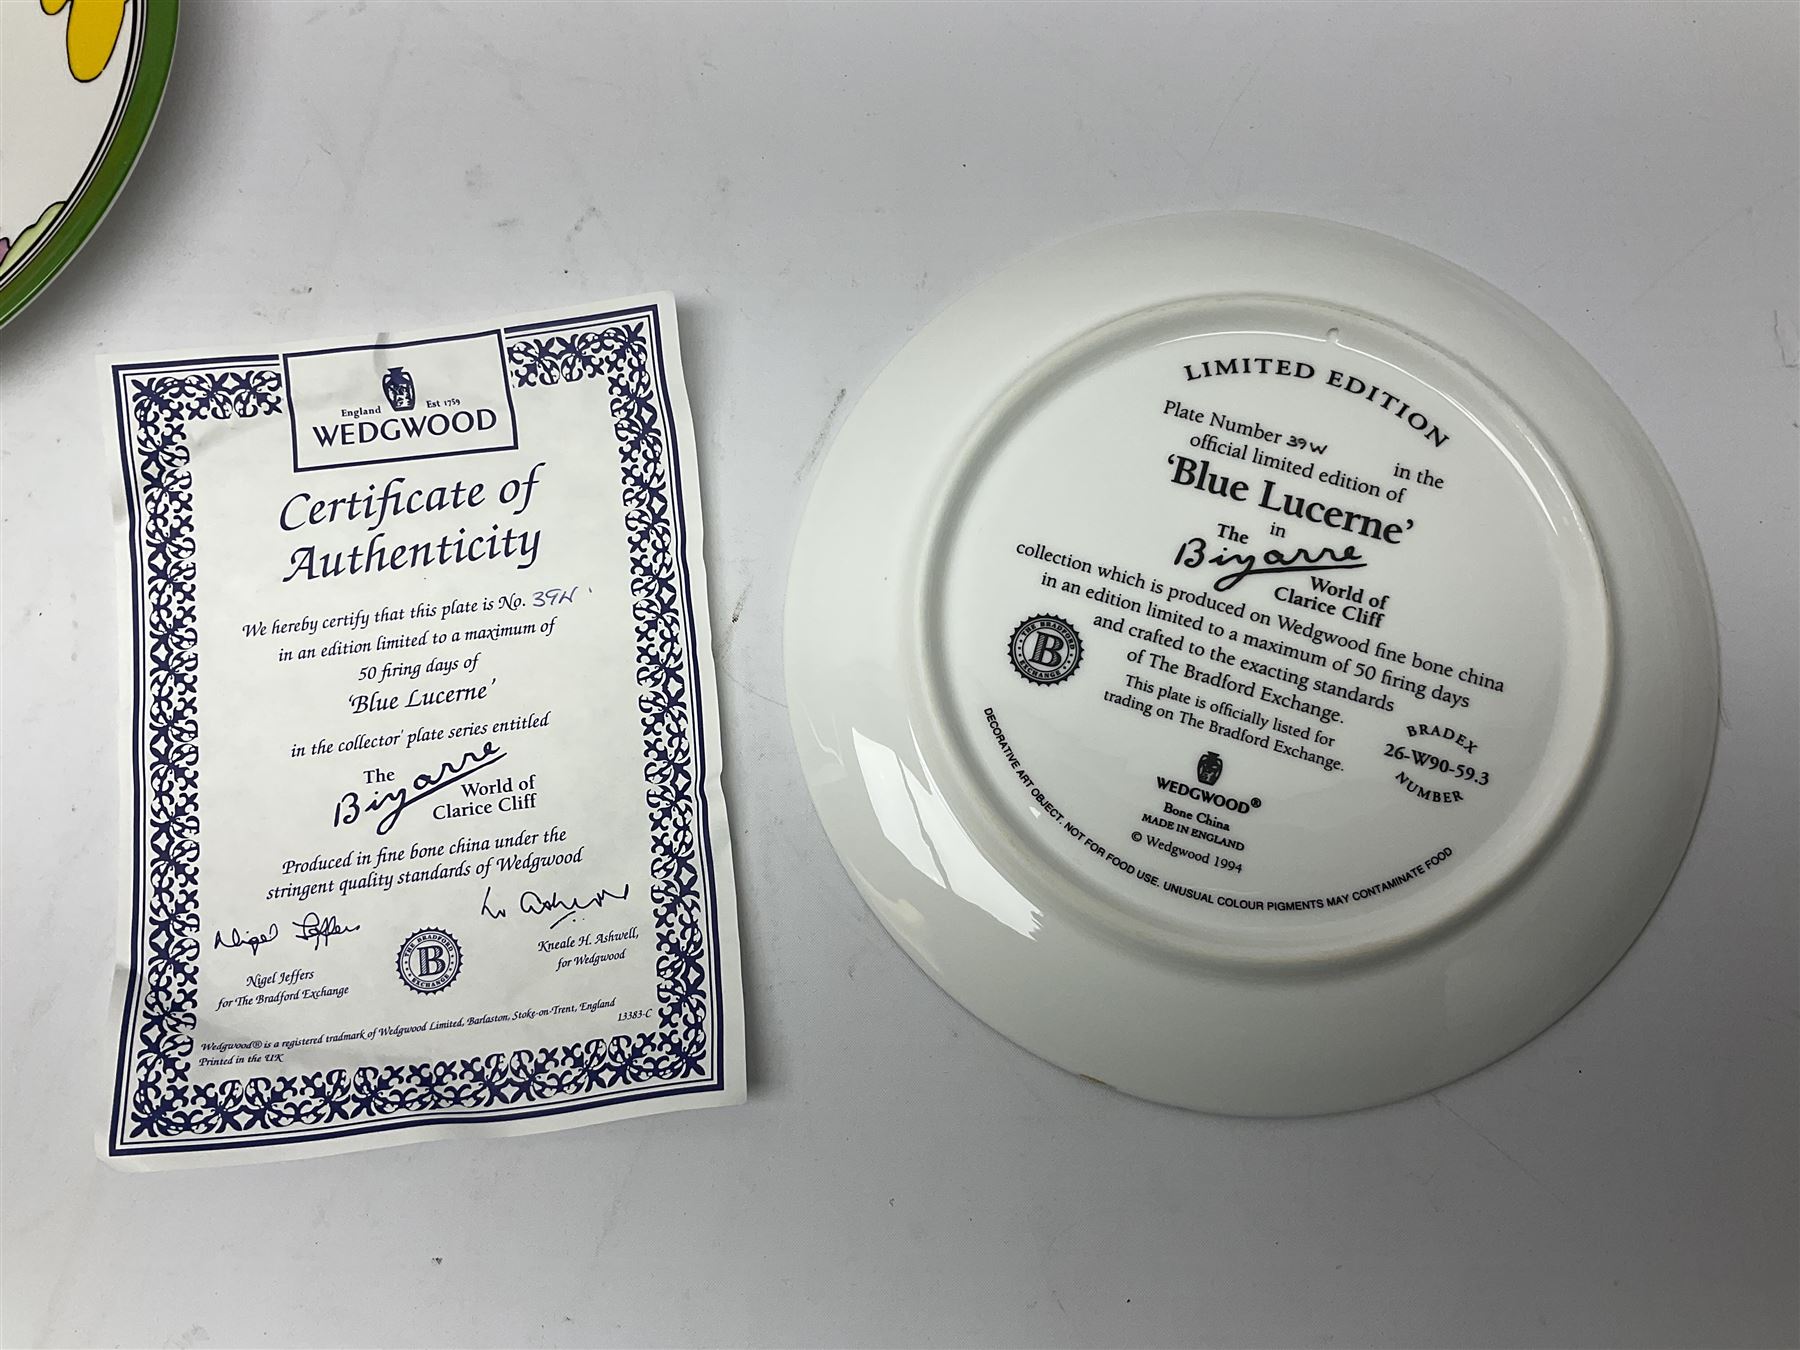 England Est 1759
WEDGWOOD
Certificate of
Authenticity
We hereby certify that this plate is No. 39W
in an edition limited to a maximum of
50 firing days of
'Blue Lucerne'
in the collector' plate series entitled
The
Bizarre
World of
Clarice Cliff
Produced in fine bone china under the
stringent quality standards of Wedgwood
Nigel Jeffers
Nigel Jeffers
for The Bradford Exchange
THE BRADFORD
B
EXCHANGE
Kneale H. Ashwell,
for Wedgwood
Wedgwood® is a registered tradmark of Wedgwood Limited, Barlaston, Stoke-on-Trent, England
Printed in the UK
13383-C
LIMITED EDITION
Plate Number 39W in the
official limited edition of
'Blue Lucerne'
in
The
Bizarre
World of
Clarice Cliff
collection which is produced on Wedgwood fine bone china
in an edition limited to a maximum of 50 firing days
and crafted to the exacting standards
of The Bradford Exchange.
This plate is officially listed for
trading on The Bradford Exchange.
THE BRADFORD
B
EXCHANGE
BRADEX
26-W90-59.3
NUMBER
WEDGWOOD®
Bone China
MADE IN ENGLAND
© Wedgwood 1994
DECORATIVE ART OBJECT. NOT FOR FOOD USE. UNUSUAL COLOUR PIGMENTS MAY CONTAMINATE FOOD